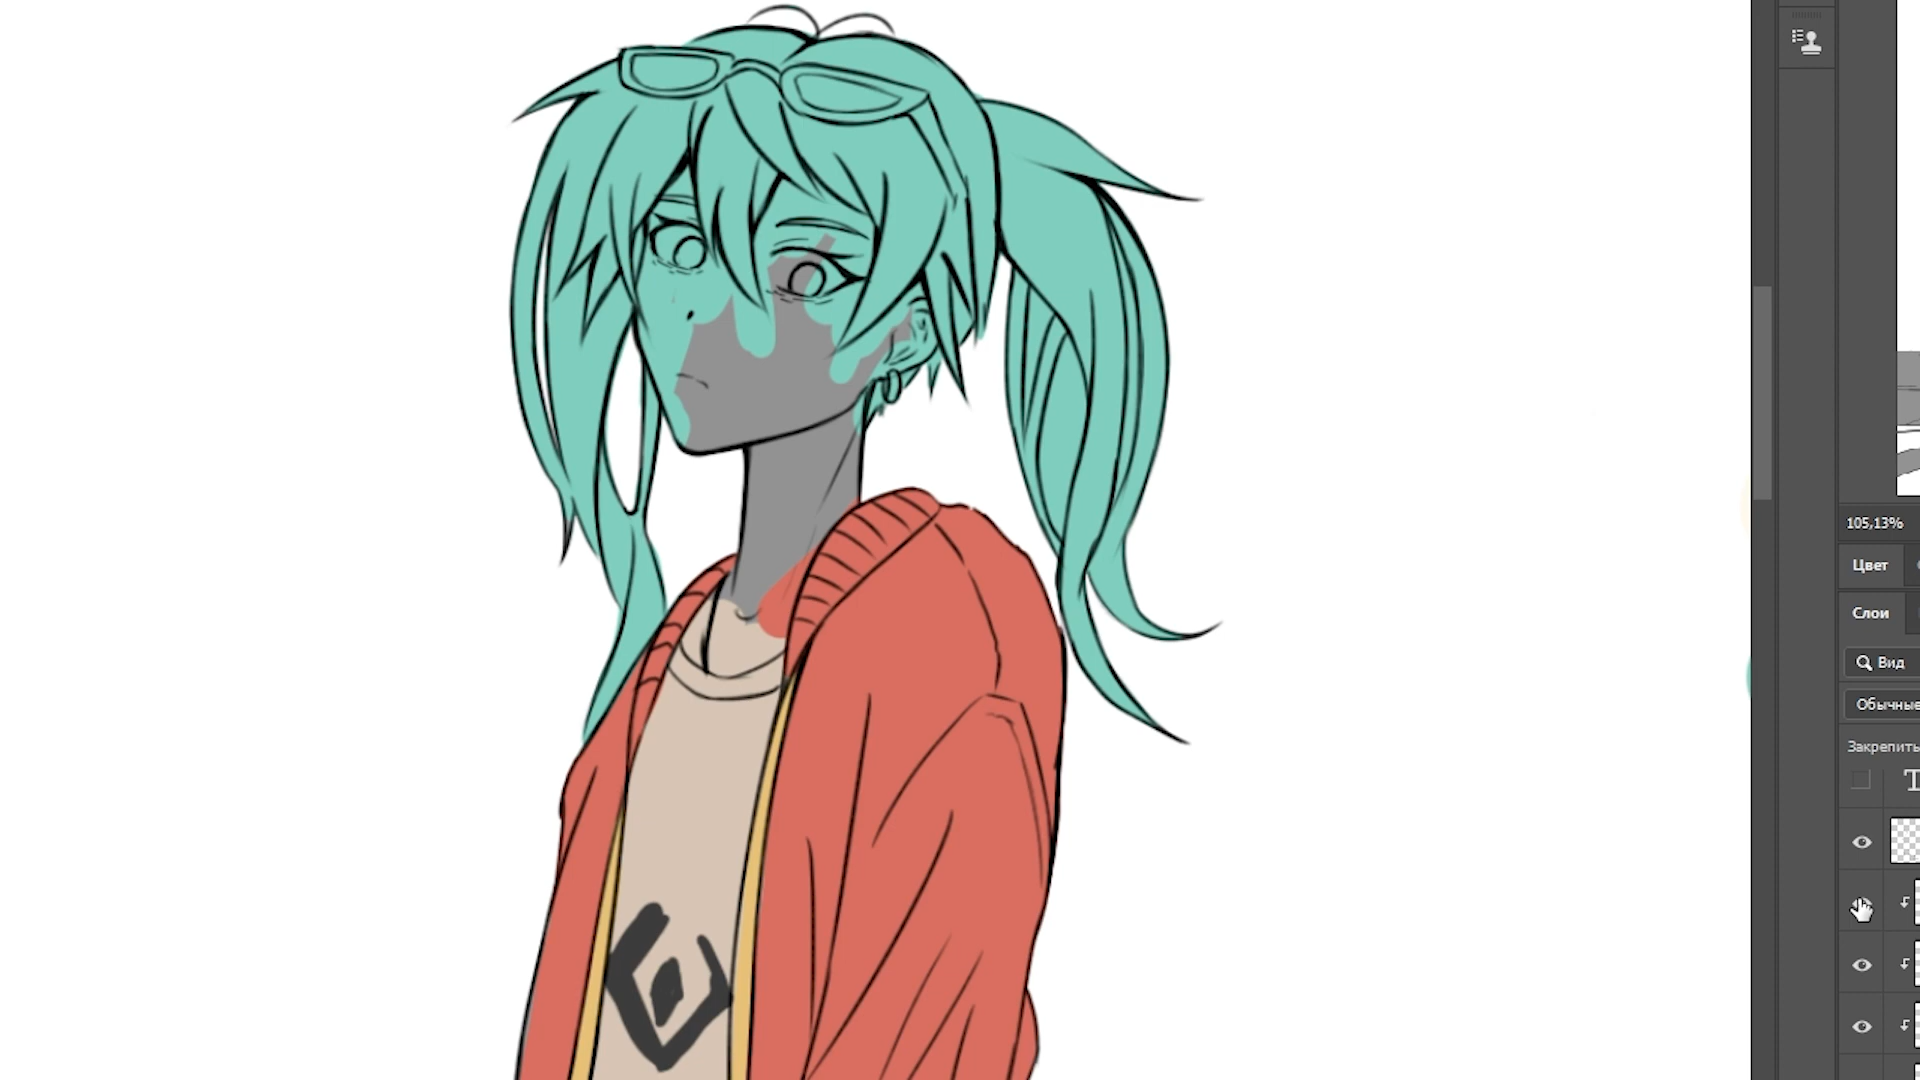 105,13%
Цвет
Слои
Вид
Обычные
Закрепить